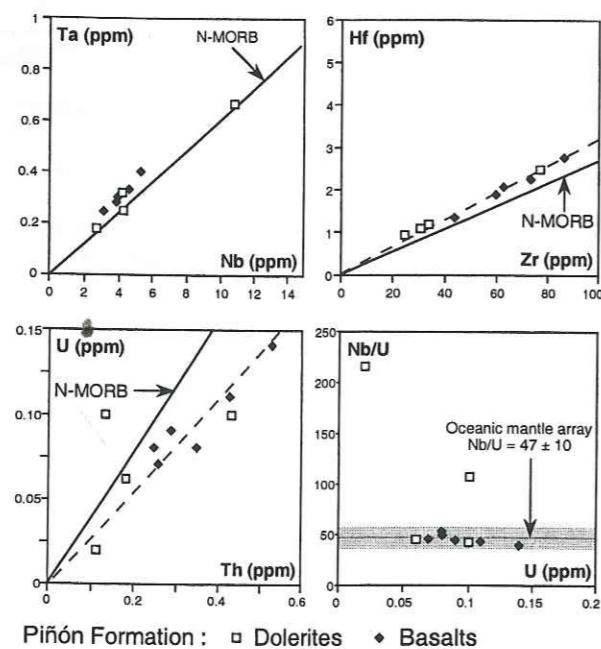 Ta (ppm)
N-MORB
Nb (ppm)
1
0.8
0.6
0.4
0.2
0
0 2 4 6 8 10 12 14
Hf (ppm)
N-MORB
Zr (ppm)
6
5
4
3
2
1
0
0 20 40 60 80 100
U (ppm)
N-MORB
Th (ppm)
0.15
0.10
0.05
0
0 0.2 0.4 0.6
Nb/U
Oceanic mantle array
Nb/U = 47 ± 10
U (ppm)
250
200
150
100
50
0
0.05 0.1 0.15 0.2
Piñón Formation : Dolerites Basalts